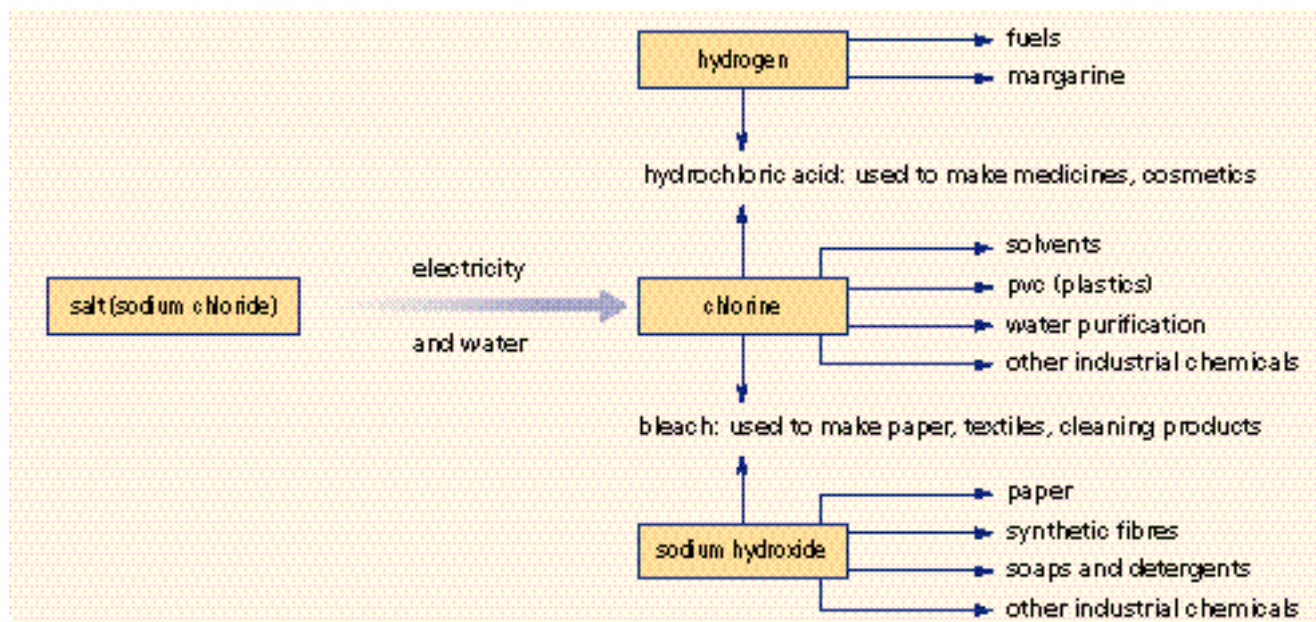 hydrogen
fuels
margarine
hydrochloric acid: used to make medicines, cosmetics
salt(sodium chloride)
electricity
and water
chlorine
solvents
pvc (plastics)
water purification
other industrial chemicals
bleach: used to make paper, textiles, cleaning products
sodium hydroxide
paper
synthetic fibres
soaps and detergents
other industrial chemicals